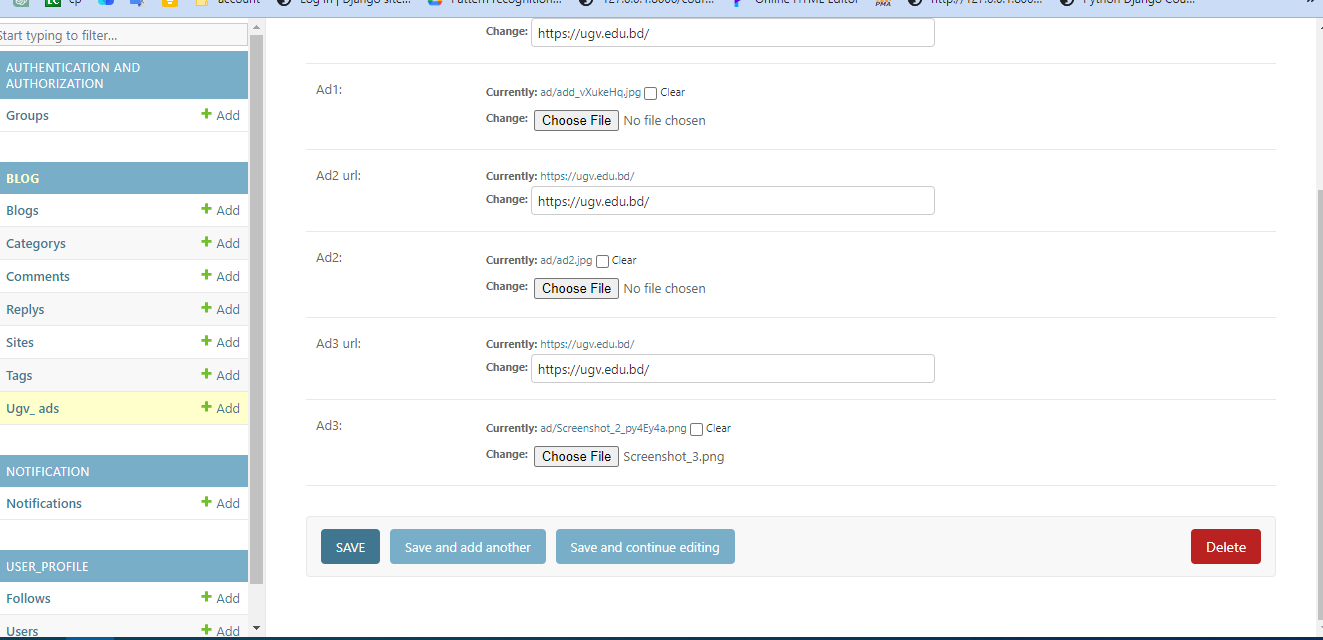 cp
account
Log in | Django site...
Pattern recognition...
127.0.0.1:8000/cour...
Online HTML Editor
PMA
http://127.0.0.1:800...
Python Django Cou...
Start typing to filter...
AUTHENTICATION AND
AUTHORIZATION
Groups + Add
BLOG
Blogs + Add
Categorys + Add
Comments + Add
Replys + Add
Sites + Add
Tags + Add
Ugv_ ads + Add
NOTIFICATION
Notifications + Add
USER_PROFILE
Follows + Add
Users + Add
Change: https://ugv.edu.bd/
Ad1: Currently: ad/add_vXukeHq.jpg Clear
Change: Choose File No file chosen
Ad2 url: Currently: https://ugv.edu.bd/
Change: https://ugv.edu.bd/
Ad2: Currently: ad/ad2.jpg Clear
Change: Choose File No file chosen
Ad3 url: Currently: https://ugv.edu.bd/
Change: https://ugv.edu.bd/
Ad3: Currently: ad/Screenshot_2_py4Ey4a.png Clear
Change: Choose File Screenshot_3.png
SAVE Save and add another Save and continue editing Delete